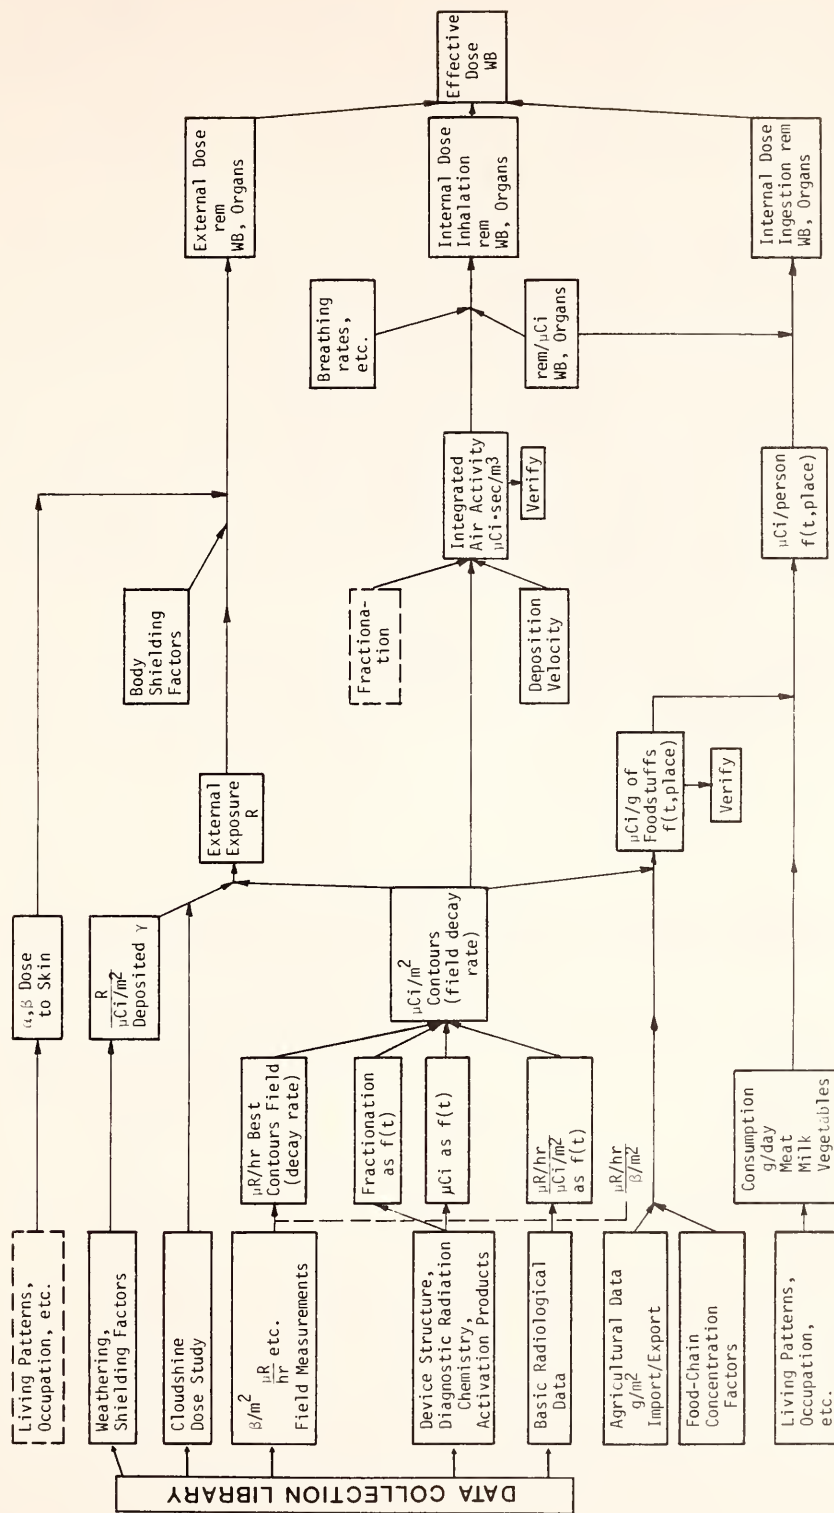 DATA COLLECTION LIBRARY
Living Patterns,
Occupation, etc.
Weathering,
Shielding Factors
Cloudshine
Dose Study
β/m² μR/hr etc.
Field Measurements
Device Structure,
Diagnostic Radiation
Chemistry,
Activation Products
Basic Radiological
Data
Agricultural Data
g/m²
Import/Export
Food-Chain
Concentration
Factors
Living Patterns,
Occupation,
etc.
α,β Dose
to Skin
R
μCi/m²
Deposited γ
μR/hr Best
Contours Field
(decay rate)
Fractionation
as f(t)
μCi as f(t)
μR/hr
μCi/m²
as f(t)
μR/hr
β/m²
Consumption
g/day
Meat
Milk
Vegetables
μCi/m²
Contours
(field decay
rate)
External
Exposure
R
μCi/g of
Foodstuffs
f(t,place)
Verify
Body
Shielding
Factors
Fractiona-
tion
Deposition
Velocity
Integrated
Air Activity
μCi·sec/m3
Verify
μCi/person
f(t,place)
Breathing
rates,
etc.
rem/μCi
WB, Organs
External Dose
rem
WB, Organs
Internal Dose
Inhalation
rem
WB, Organs
Internal Dose
Ingestion rem
WB, Organs
Effective
Dose
WB